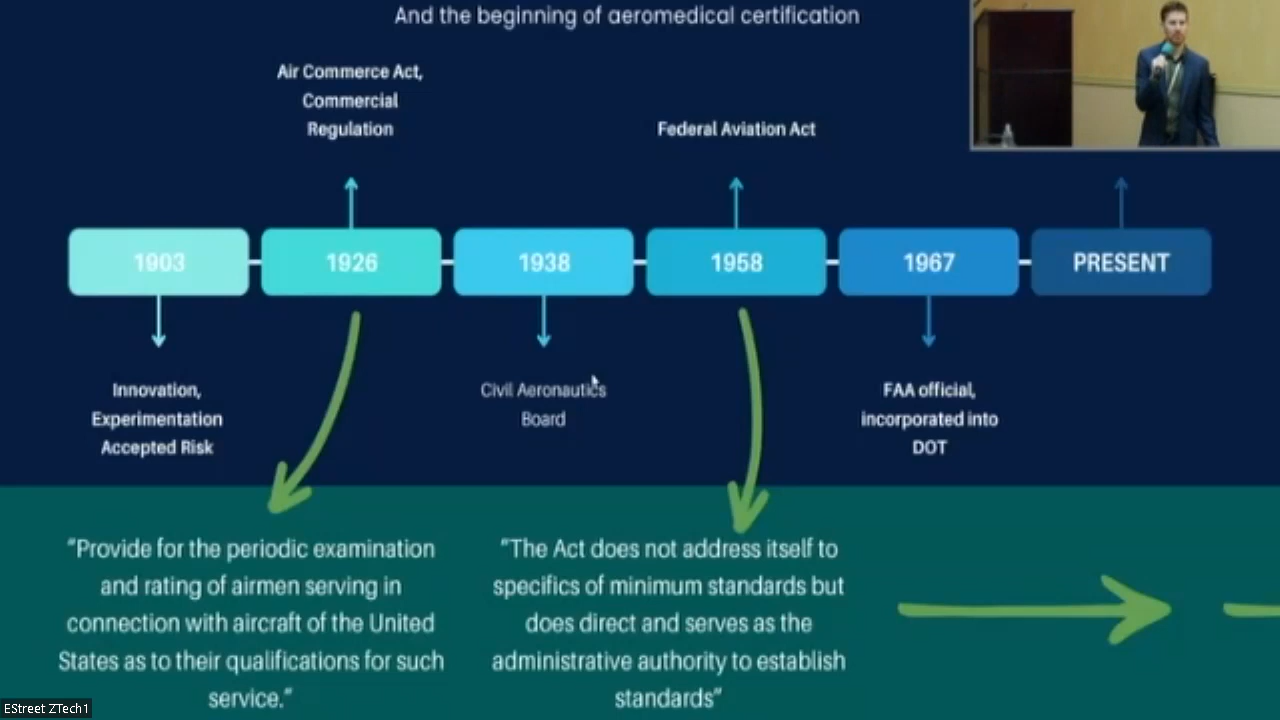 And the beginning of aeromedical certification
Air Commerce Act,
Commercial
Regulation
Federal Aviation Act
1903
1926
1938
1958
1967
PRESENT
Innovation,
Experimentation
Accepted Risk
Civil Aeronautics
Board
FAA official,
incorporated into
DOT
"Provide for the periodic examination
and rating of airmen serving in
connection with aircraft of the United
States as to their qualifications for such
service."
"The Act does not address itself to
specifics of minimum standards but
does direct and serves as the
administrative authority to establish
standards"
EStreet ZTech1